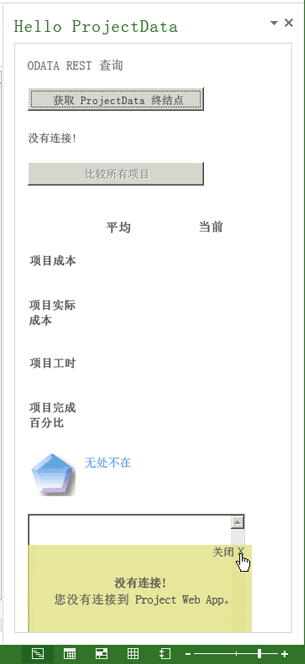 Hello ProjectData
ODATA REST 查询
获取 ProjectData 终结点
没有连接!
比较所有项目
平均 当前
项目成本
项目实际
成本
项目工时
项目完成
百分比
无处不在
关闭 X
没有连接!
您没有连接到 Project Web App。